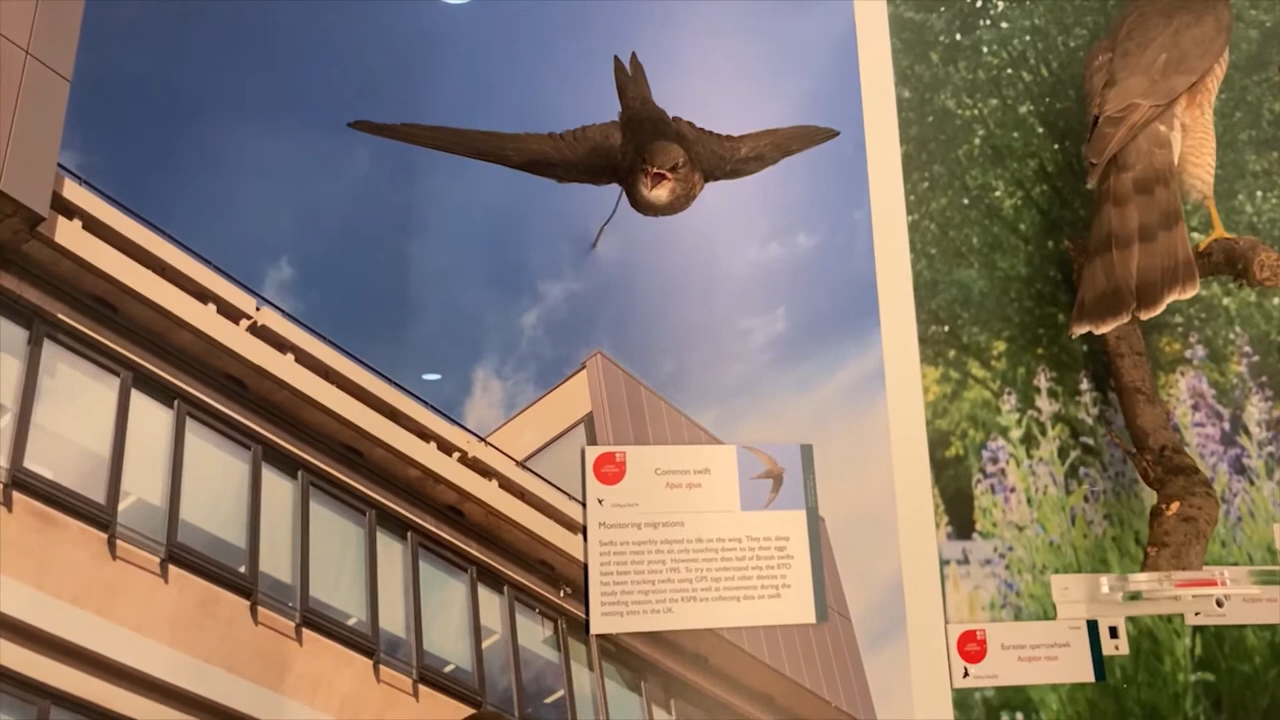 Common swift
Apus apus
Monitoring migrations
Swifts are superbly adapted to life on the wing. They eat, sleep
and even mate in the air, only touching down to lay their eggs
and raise their young. However, more than half of British swifts
have been lost since 1995. To try to understand why, the BTO
has been tracking swifts using GPS tags and other devices to
study their migration routes as well as movements during the
breeding season, and the RSPB are collecting data on swift
nesting sites in the UK.
Eurasian sparrowhawk
Accipiter nisus